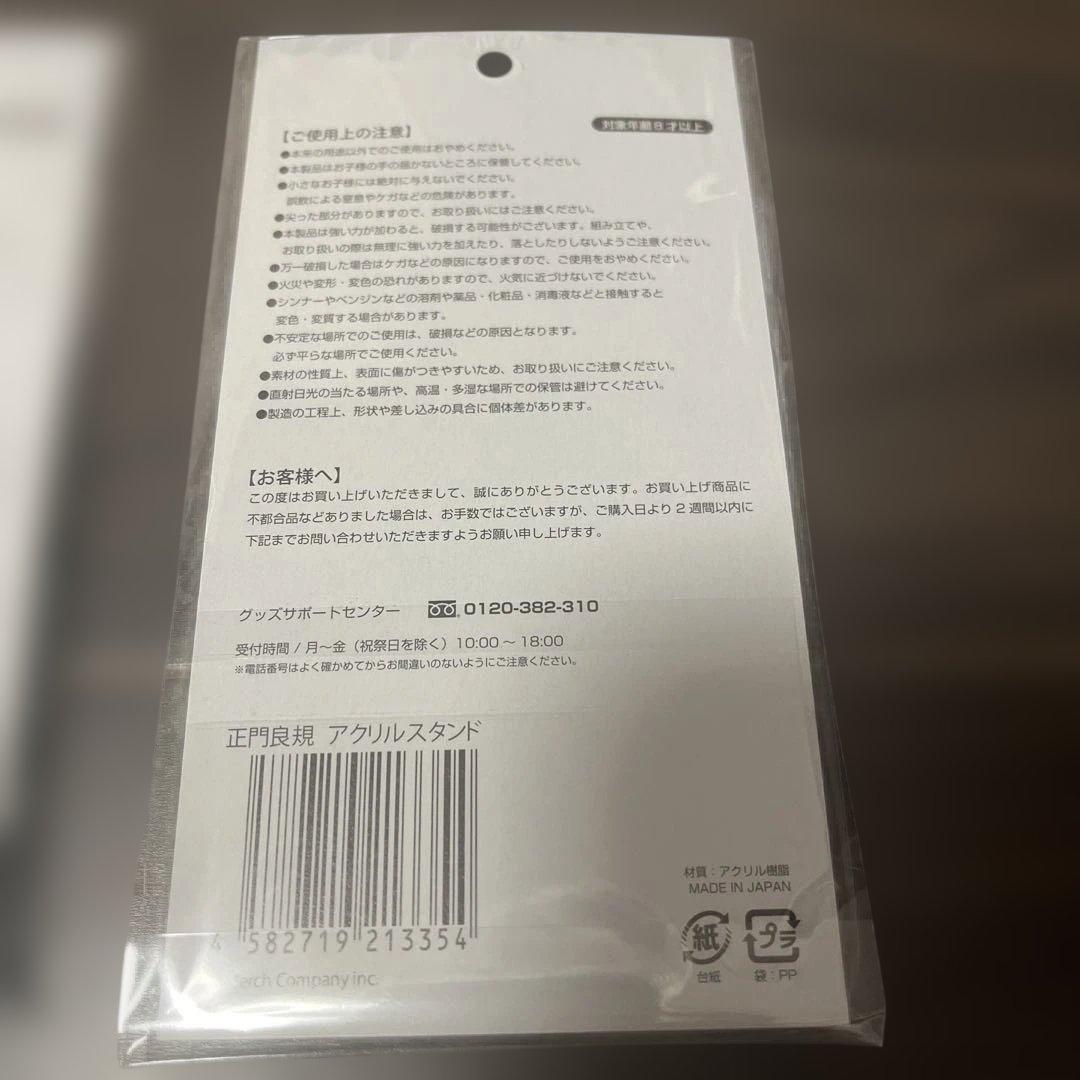 【ご使用上の注意】
対象年齢8才以上
●本来の用途以外でのご使用はおやめください。
●本製品はお子様の手の届かないところに保管してください。
●小さなお子様には絶対に与えないでください。
誤飲による窒息やケガなどの危険があります。
●尖った部分がありますので、お取り扱いにはご注意ください。
●本製品は強い力が加わると、破損する可能性がございます。組み立てや、
お取り扱いの際は無理に強い力を加えたり、落としたりしないようご注意ください。
●万一破損した場合はケガなどの原因になりますので、ご使用をおやめください。
●火災や変形・変色の恐れがありますので、火気に近づけないでください。
●シンナーやベンジンなどの溶剤や薬品・化粧品・消毒液などと接触すると
変色・変質する場合があります。
●不安定な場所でのご使用は、破損などの原因となります。
必ず平らな場所でご使用ください。
●素材の性質上、表面に傷がつきやすいため、お取り扱いにご注意ください。
●直射日光の当たる場所や、高温・多湿な場所での保管は避けてください。
●製造の工程上、形状や差し込みの具合に個体差があります。
【お客様へ】
この度はお買い上げいただきまして、誠にありがとうございます。お買い上げ商品に
不都合品などありました場合は、お手数ではございますが、ご購入日より2週間以内に
下記までお問い合わせいただきますようお願い申し上げます。
グッズサポートセンター 0120-382-310
受付時間 / 月〜金（祝祭日を除く）10:00 〜 18:00
※電話番号はよく確かめてからお間違いのないようにご注意ください。
正門良規 アクリルスタンド
4 582719 213354
Company inc.
材質：アクリル樹脂
MADE IN JAPAN
紙 プラ
台紙 袋：PP